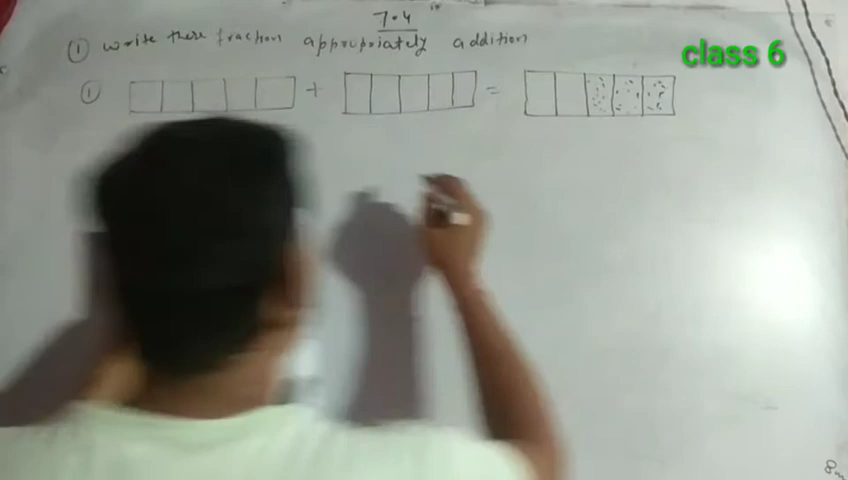 7.4
① write these fraction appropriately addition
class 6
① + =